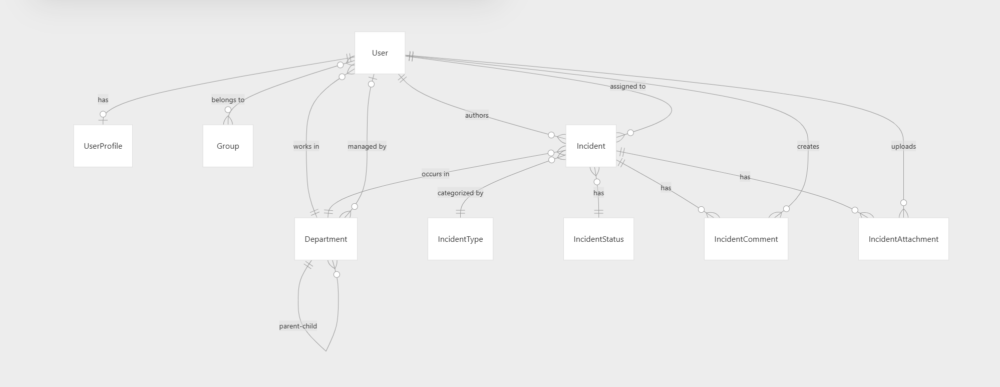 User
assigned to
has
belongs to
authors
UserProfile
Group
works in
managed by
Incident
creates
uploads
occurs in
has
has
categorized by
has
Department
IncidentType
IncidentStatus
IncidentComment
IncidentAttachment
parent-child